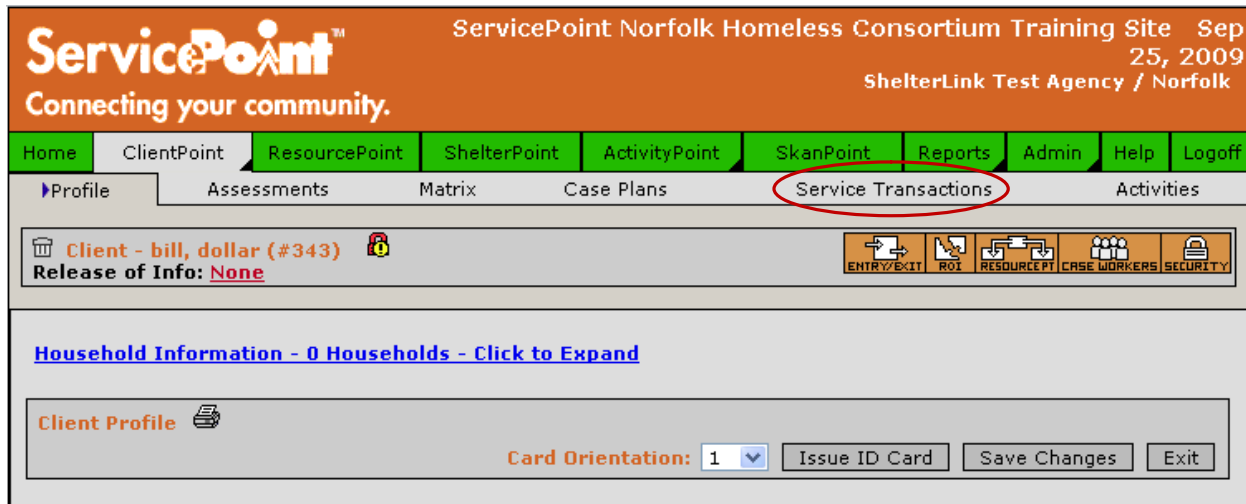 ServicePoint™
Connecting your community.
ServicePoint Norfolk Homeless Consortium Training Site Sep
25, 2009
ShelterLink Test Agency / Norfolk
Home ClientPoint ResourcePoint ShelterPoint ActivityPoint SkanPoint Reports Admin Help Logoff
Profile Assessments Matrix Case Plans Service Transactions Activities
Client - bill, dollar (#343)
Release of Info: None
ENTRY/EXIT ROI RESOURCEPT CASE WORKERS SECURITY
Household Information - 0 Households - Click to Expand
Client Profile
Card Orientation: 1 Issue ID Card Save Changes Exit